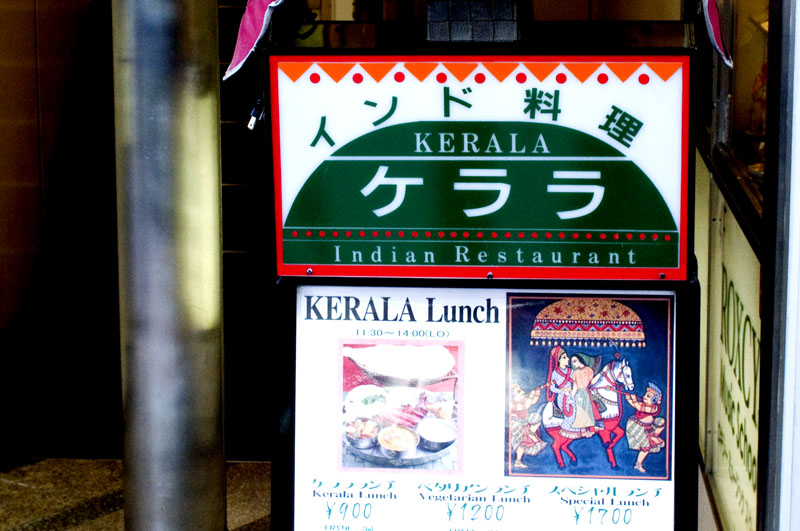 インド料理
KERALA
ケララ
Indian Restaurant
KERALA Lunch
11:30～14:00(LO)
ケララランチ ベジタリアンランチ スペシャルランチ
Kerala Lunch Vegetarian Lunch Special Lunch
¥900 ¥1200 ¥1700
ROXCY